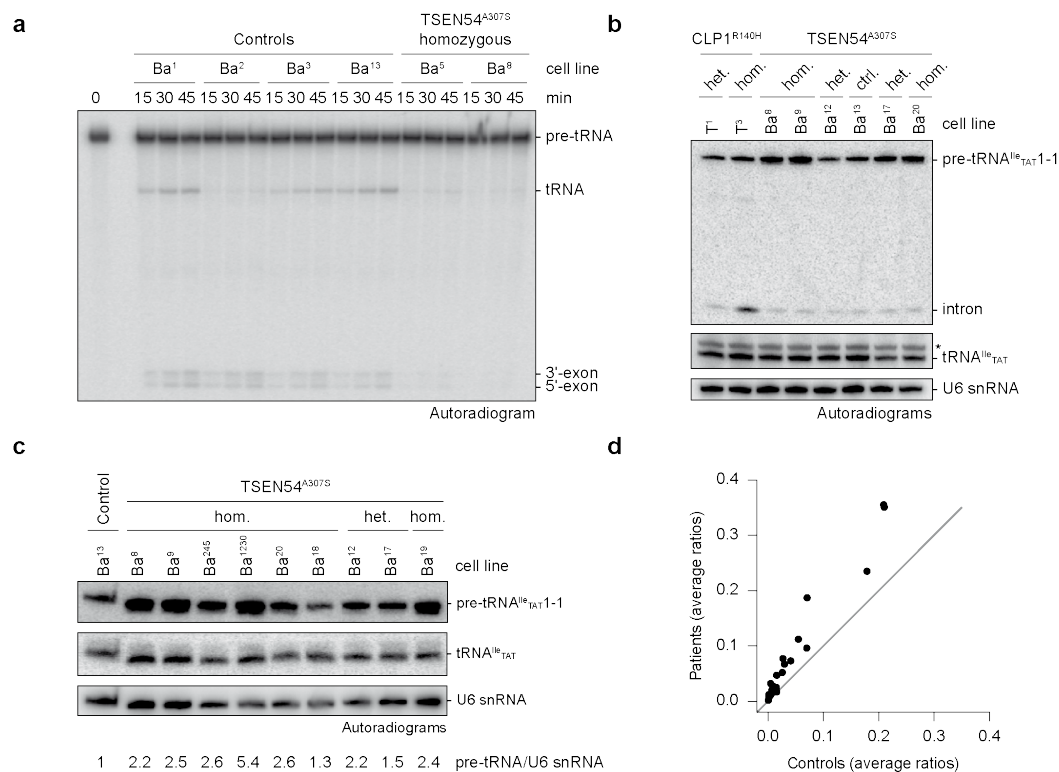 a
Controls
TSEN54ᴬ³⁰⁷ˢ
homozygous
Ba¹ Ba² Ba³ Ba¹³ Ba⁵ Ba⁸ cell line
0 15 30 45 15 30 45 15 30 45 15 30 45 15 30 45 15 30 45 min
pre-tRNA
tRNA
3'-exon
5'-exon
Autoradiogram
b
CLP1ᴿ¹⁴⁰ᴴ TSEN54ᴬ³⁰⁷ˢ
het. hom. hom. het. ctrl. het. hom.
T¹ T³ Ba⁸ Ba⁹ Ba¹² Ba¹³ Ba¹⁷ Ba²⁰ cell line
pre-tRNAᴵˡᵉTAT1-1
intron
*
tRNAᴵˡᵉTAT
U6 snRNA
Autoradiograms
c
Control
TSEN54ᴬ³⁰⁷ˢ
hom. het. hom.
Ba¹³ Ba⁸ Ba⁹ Ba²⁴⁵ Ba¹²³⁰ Ba²⁰ Ba¹⁸ Ba¹² Ba¹⁷ Ba¹⁹ cell line
pre-tRNAᴵˡᵉTAT1-1
tRNAᴵˡᵉTAT
U6 snRNA
Autoradiograms
1 2.2 2.5 2.6 5.4 2.6 1.3 2.2 1.5 2.4 pre-tRNA/U6 snRNA
d
Patients (average ratios)
0.4
0.3
0.2
0.1
0.0
0.0 0.1 0.2 0.3 0.4
Controls (average ratios)